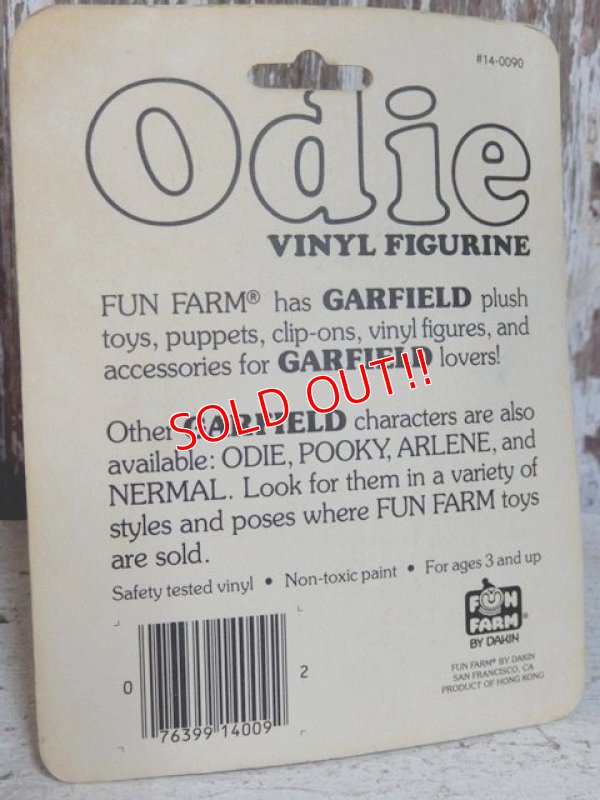 #14-0090
Odie
VINYL FIGURINE
FUN FARM® has GARFIELD plush
toys, puppets, clip-ons, vinyl figures, and
accessories for GARFIELD lovers!
SOLD OUT!!
Other GARFIELD characters are also
available: ODIE, POOKY, ARLENE, and
NERMAL. Look for them in a variety of
styles and poses where FUN FARM toys
are sold.
Safety tested vinyl • Non-toxic paint • For ages 3 and up
FUN
FARM®
BY DAKIN
FUN FARM® BY DAKIN
SAN FRANCISCO, CA
PRODUCT OF HONG KONG
0 76399 14009 2